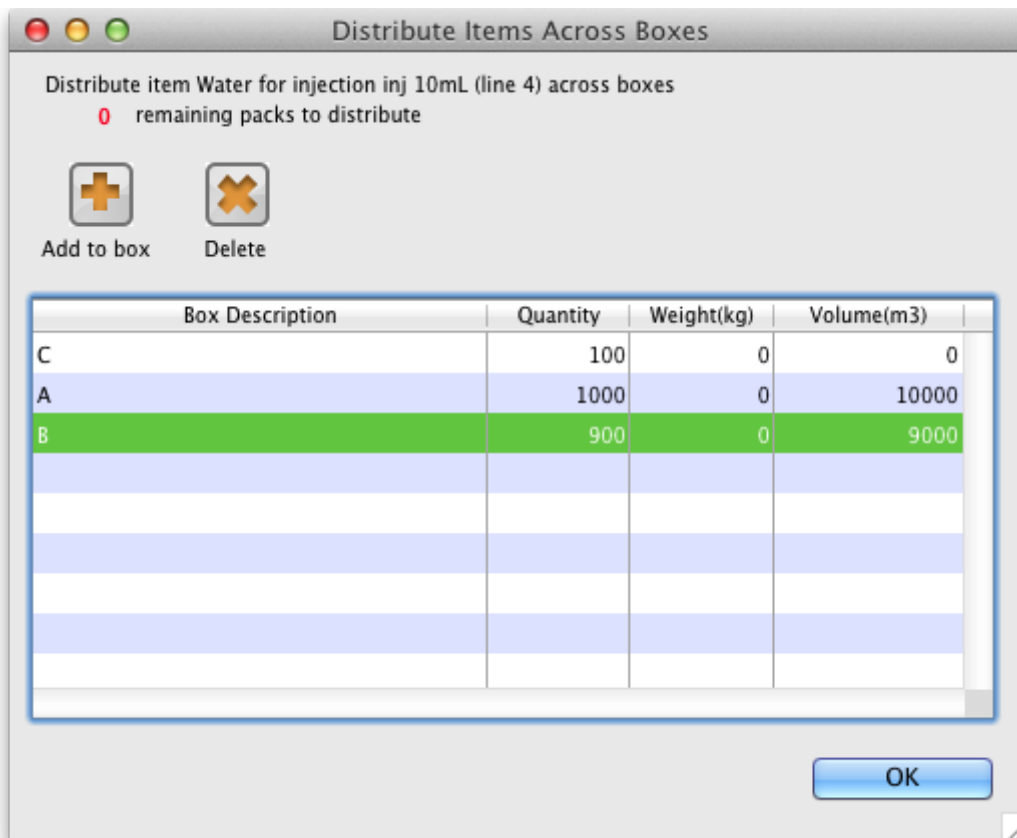 Distribute Items Across Boxes
Distribute item Water for injection inj 10mL (line 4) across boxes
0 remaining packs to distribute
Add to box Delete
Box Description Quantity Weight(kg) Volume(m3)
C 100 0 0
A 1000 0 10000
B 900 0 9000
OK